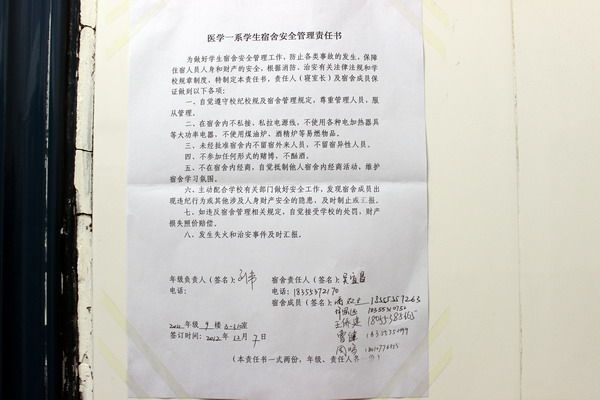 医学一系学生宿舍安全管理责任书
为做好学生宿舍安全管理工作，防止各类事故的发生，保障
住宿人员人身和财产的安全，根据消防、治安有关法律法规和学
校规章制度，特制定本责任书，责任人（寝室长）及宿舍成员保
证做到以下各项：
一、自觉遵守校纪校规及宿舍管理规定，尊重管理人员，服
从管理。
二、在宿舍内不私接、私拉电源线，不使用各种电加热器具
等大功率电器，不使用煤油炉、酒精炉等易燃物品。
三、未经批准宿舍内不留宿外来人员，不留宿异性人员。
四、不参加任何形式的赌博，不酗酒。
五、不在宿舍内经商，自觉抵制他人宿舍内经商活动，维护
宿舍学习氛围。
六、主动配合学校有关部门做好安全工作，发现宿舍成员出
现违纪行为或其他涉及人身财产安全的隐患，及时制止或汇报。
七、如违反宿舍管理相关规定，自觉接受学校的处罚，财产
损失照价赔偿。
八、发生失火和治安事件及时汇报。
年级负责人（签名）： 宿舍责任人（签名）
电话： 电话：18355372170
宿舍成员（签名）：
年级 9 楼
签订时间：2012 年 12 月 7 日
（本责任书一式两份，年级、责任人各一份）